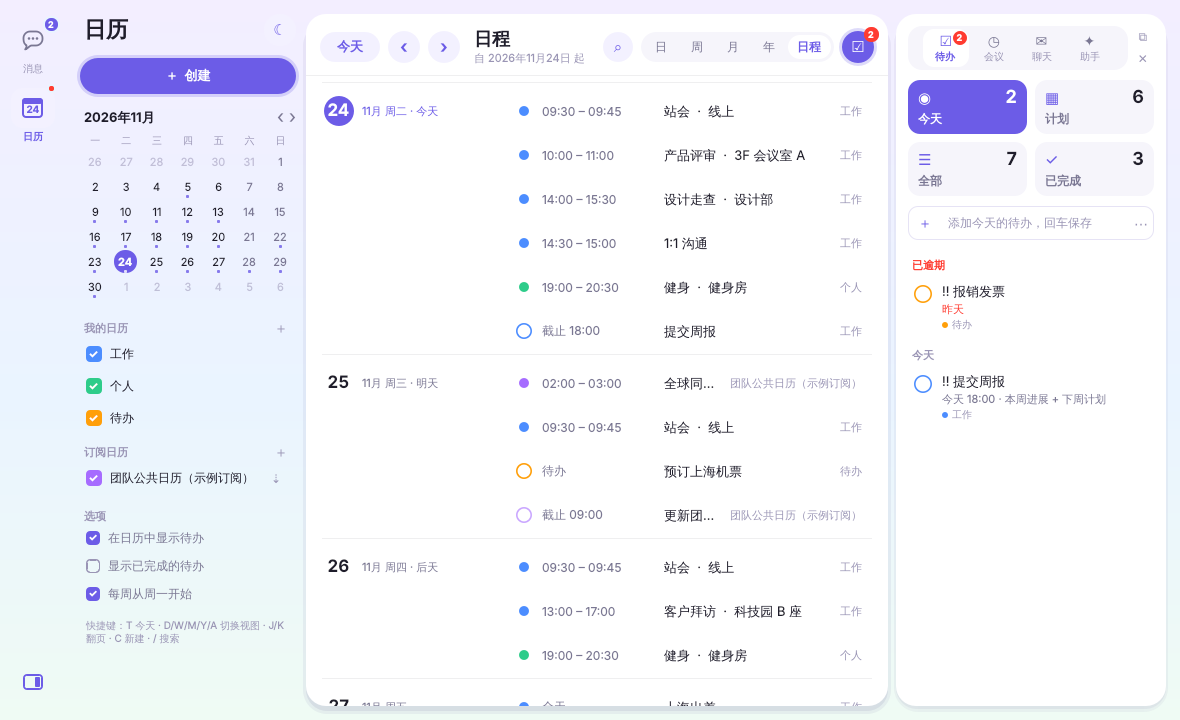 2
消息
24
日历
日历
☾
＋ 创建
2026年11月
一 二 三 四 五 六 日
26 27 28 29 30 31 1
2 3 4 5 6 7 8
9 10 11 12 13 14 15
16 17 18 19 20 21 22
23 24 25 26 27 28 29
30 1 2 3 4 5 6
我的日历 ＋
工作
个人
待办
订阅日历 ＋
团队公共日历（示例订阅） ⇣
选项
在日历中显示待办
显示已完成的待办
每周从周一开始
快捷键：T 今天 · D/W/M/Y/A 切换视图 · J/K
翻页 · C 新建 · / 搜索
今天 ‹ ›
日程
自 2026年11月24日 起
日 周 月 年 日程
2
24 11月 周二 · 今天
09:30 – 09:45 站会 · 线上 工作
10:00 – 11:00 产品评审 · 3F 会议室 A 工作
14:00 – 15:30 设计走查 · 设计部 工作
14:30 – 15:00 1:1 沟通 工作
19:00 – 20:30 健身 · 健身房 个人
截止 18:00 提交周报 工作
25 11月 周三 · 明天
02:00 – 03:00 全球同… 团队公共日历（示例订阅）
09:30 – 09:45 站会 · 线上 工作
待办 预订上海机票 待办
截止 09:00 更新团… 团队公共日历（示例订阅）
26 11月 周四 · 后天
09:30 – 09:45 站会 · 线上 工作
13:00 – 17:00 客户拜访 · 科技园 B 座 工作
19:00 – 20:30 健身 · 健身房 个人
27 11月 周五
全天 上海出差 工作
2
待办 会议 聊天 助手
2
今天
6
计划
7
全部
3
已完成
＋ 添加今天的待办，回车保存 ⋯
已逾期
!! 报销发票
昨天
待办
今天
!! 提交周报
今天 18:00 · 本周进展 + 下周计划
工作